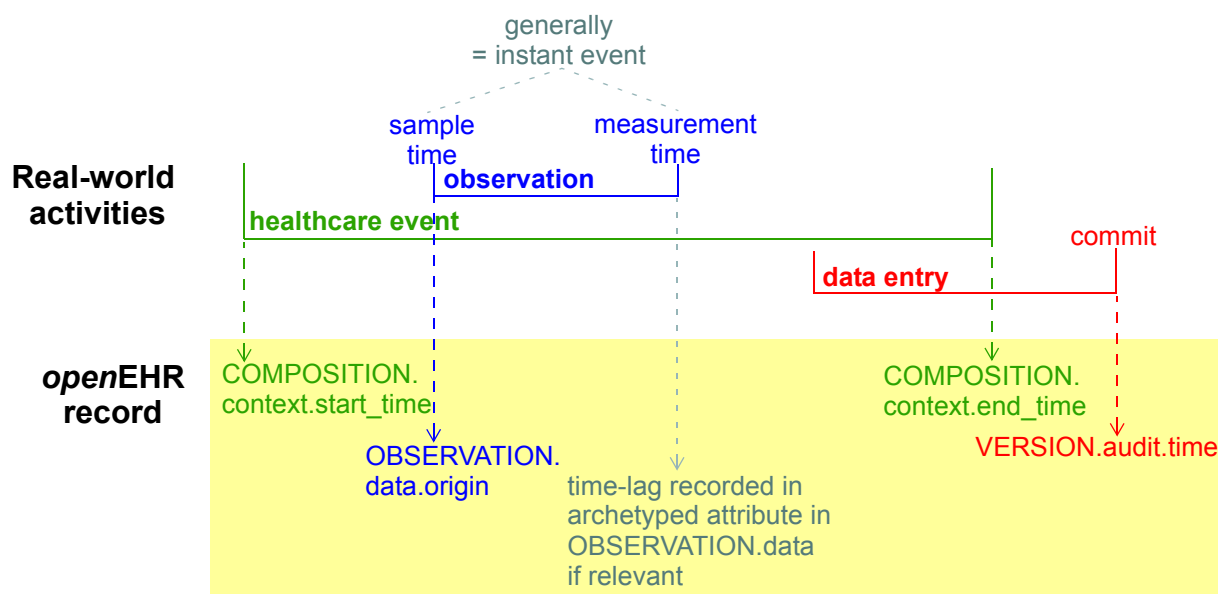 generally
= instant event
sample
time
measurement
time
Real-world
activities
observation
healthcare event
commit
data entry
openEHR
record
COMPOSITION.
context.start_time
COMPOSITION.
context.end_time
OBSERVATION.
data.origin
VERSION.audit.time
time-lag recorded in
archetyped attribute in
OBSERVATION.data
if relevant